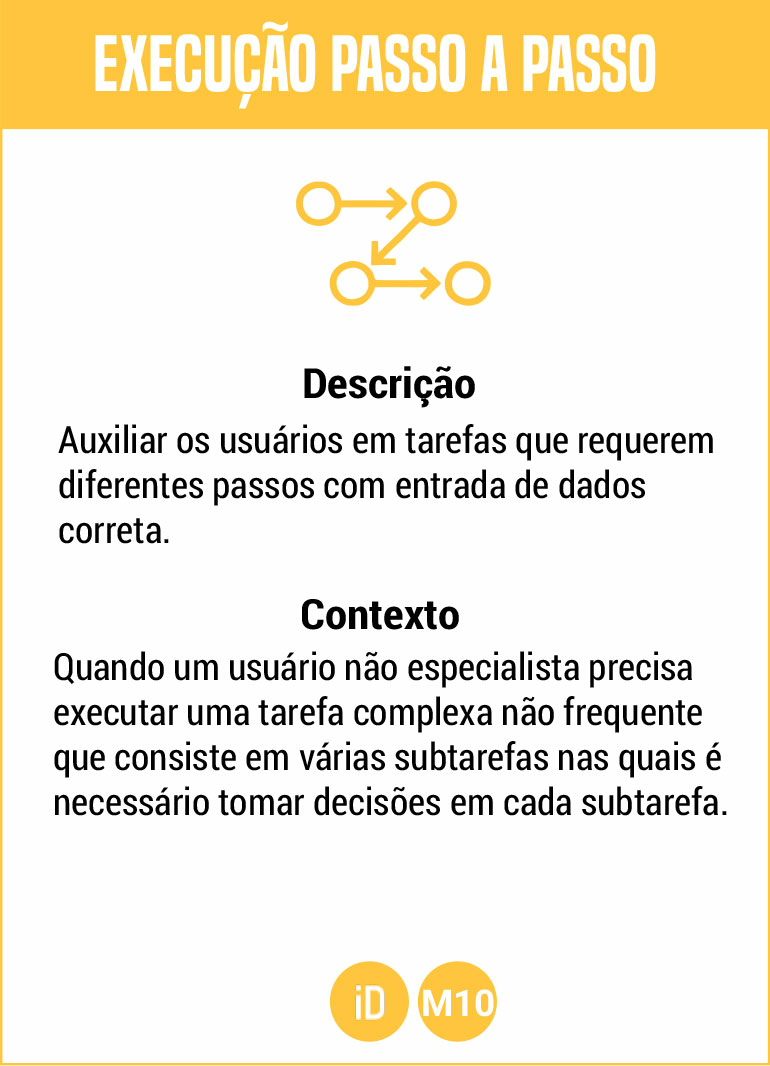 EXECUÇÃO PASSO A PASSO
Descrição
Auxiliar os usuários em tarefas que requerem
diferentes passos com entrada de dados
correta.
Contexto
Quando um usuário não especialista precisa
executar uma tarefa complexa não frequente
que consiste em várias subtarefas nas quais é
necessário tomar decisões em cada subtarefa.
iD M10